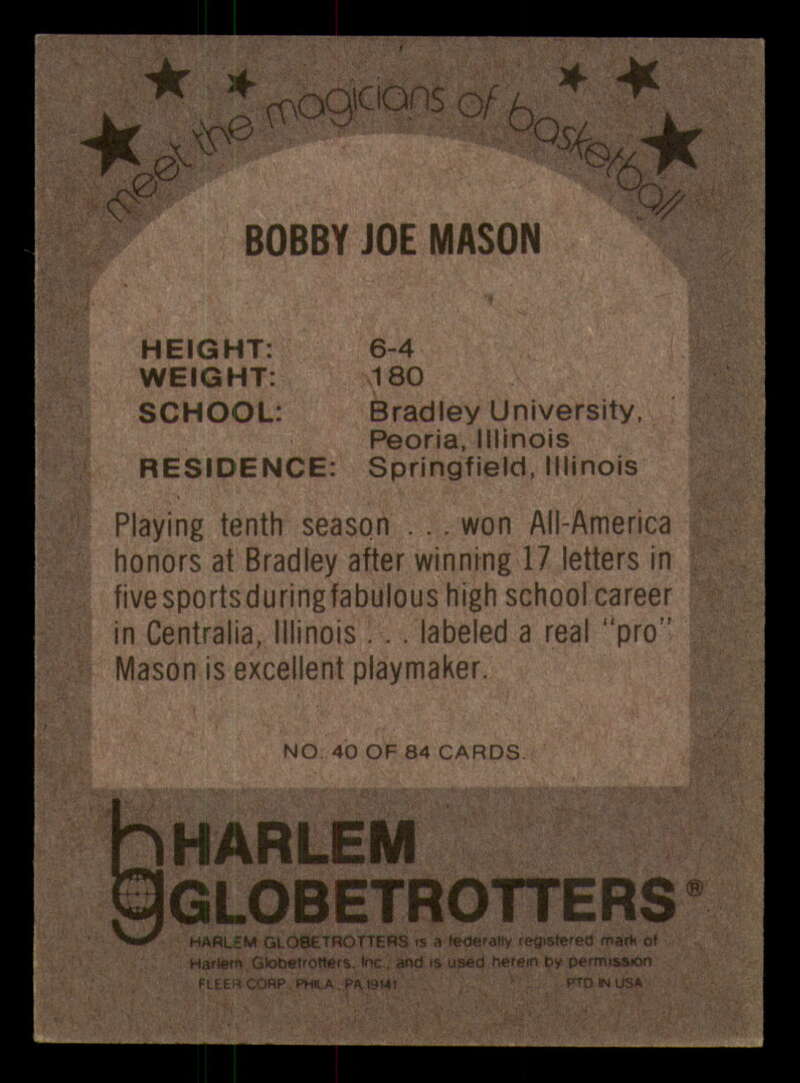 meet the magicians of basketball
BOBBY JOE MASON
HEIGHT: 6-4
WEIGHT: 180
SCHOOL: Bradley University,
Peoria, Illinois
RESIDENCE: Springfield, Illinois
Playing tenth season . . . won All-America
honors at Bradley after winning 17 letters in
five sports during fabulous high school career
in Centralia, Illinois . . . labeled a real "pro"
Mason is excellent playmaker.
NO. 40 OF 84 CARDS.
hg HARLEM
GLOBETROTTERS®
HARLEM GLOBETROTTERS is a federally registered mark of
Harlem Globetrotters, Inc., and is used herein by permission
FLEER CORP. PHILA., PA 19141 PTD IN USA